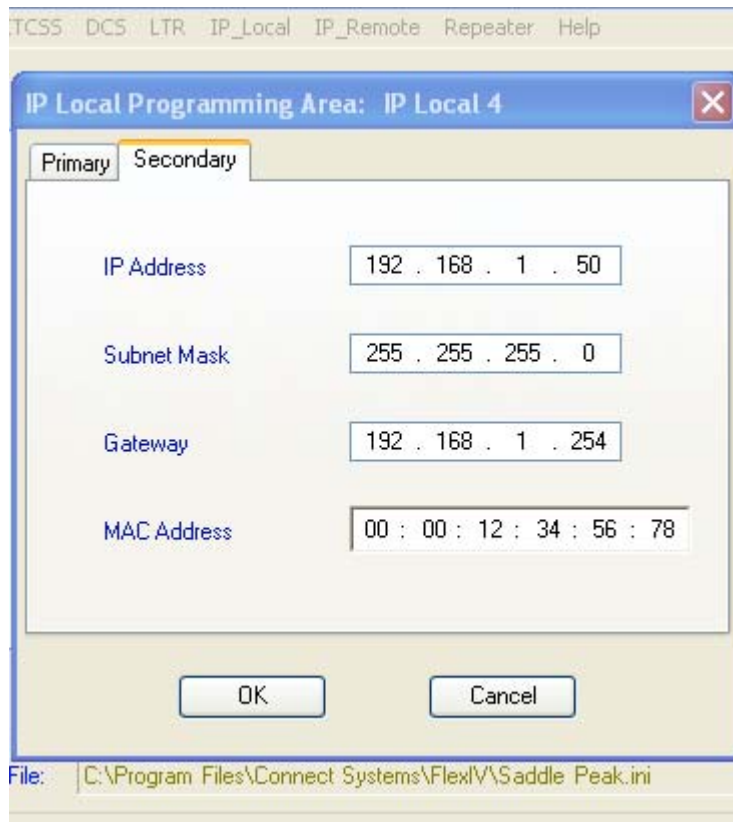 TCSS DCS LTR IP_Local IP_Remote Repeater Help
IP Local Programming Area: IP Local 4
Primary Secondary
IP Address 192 . 168 . 1 . 50
Subnet Mask 255 . 255 . 255 . 0
Gateway 192 . 168 . 1 . 254
MAC Address 00 : 00 : 12 : 34 : 56 : 78
OK Cancel
File: C:\Program Files\Connect Systems\FlexIV\Saddle Peak.ini